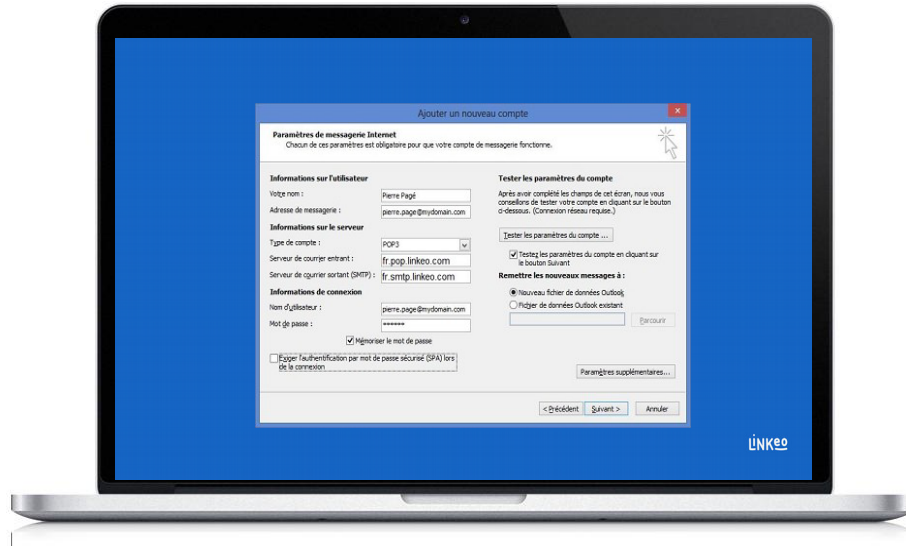 Ajouter un nouveau compte
Paramètres de messagerie Internet
Chacun de ces paramètres est obligatoire pour que votre compte de messagerie fonctionne.
Informations sur l'utilisateur
Votre nom :
Pierre Pagé
Adresse de messagerie :
pierre.page@mydomain.com
Informations sur le serveur
Type de compte :
POP3
Serveur de courrier entrant :
fr.pop.linkeo.com
Serveur de courrier sortant (SMTP) :
fr.smtp.linkeo.com
Informations de connexion
Nom d'utilisateur :
pierre.page@mydomain.com
Mot de passe :
******
Mémoriser le mot de passe
Exiger l'authentification par mot de passe sécurisé (SPA) lors
de la connexion
Tester les paramètres du compte
Après avoir complété les champs de cet écran, nous vous
conseillons de tester votre compte en cliquant sur le bouton
ci-dessous. (Connexion réseau requise.)
Tester les paramètres du compte ...
Testez les paramètres du compte en cliquant sur
le bouton Suivant
Remettre les nouveaux messages à :
Nouveau fichier de données Outlook
Fichier de données Outlook existant
Parcourir
Paramètres supplémentaires...
< Précédent
Suivant >
Annuler
LiNKeo